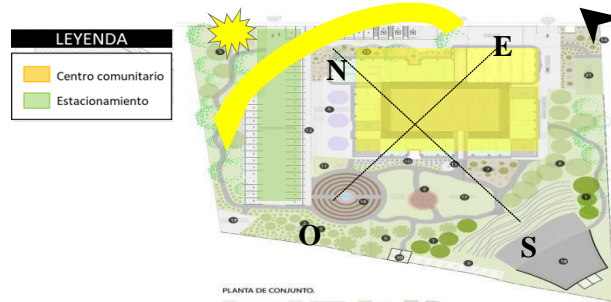 LEYENDA
Centro comunitario
Estacionamiento
N
E
O
S
PLANTA DE CONJUNTO.